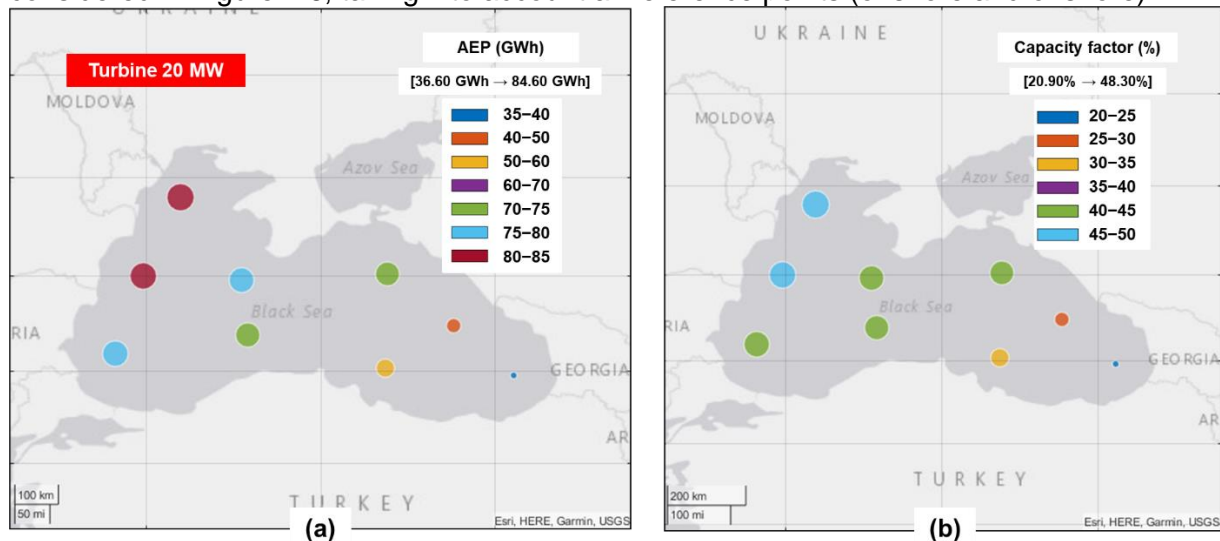 UKRAINE
AEP (GWh)
Turbine 20 MW
[36.60 GWh → 84.60 GWh]
35–40
40–50
50–60
60–70
70–75
75–80
80–85
MOLDOVA
Azov Sea
Black Sea
RIA
GEORGIA
AR
TURKEY
100 km
50 mi
Esri, HERE, Garmin, USGS
(a)
UKRAINE
Capacity factor (%)
[20.90% → 48.30%]
20–25
25–30
30–35
35–40
40–45
45–50
MOLDOVA
Azov Sea
Black Sea
RIA
GEORGIA
AR
TURKEY
200 km
100 mi
Esri, HERE, Garmin, USGS
(b)